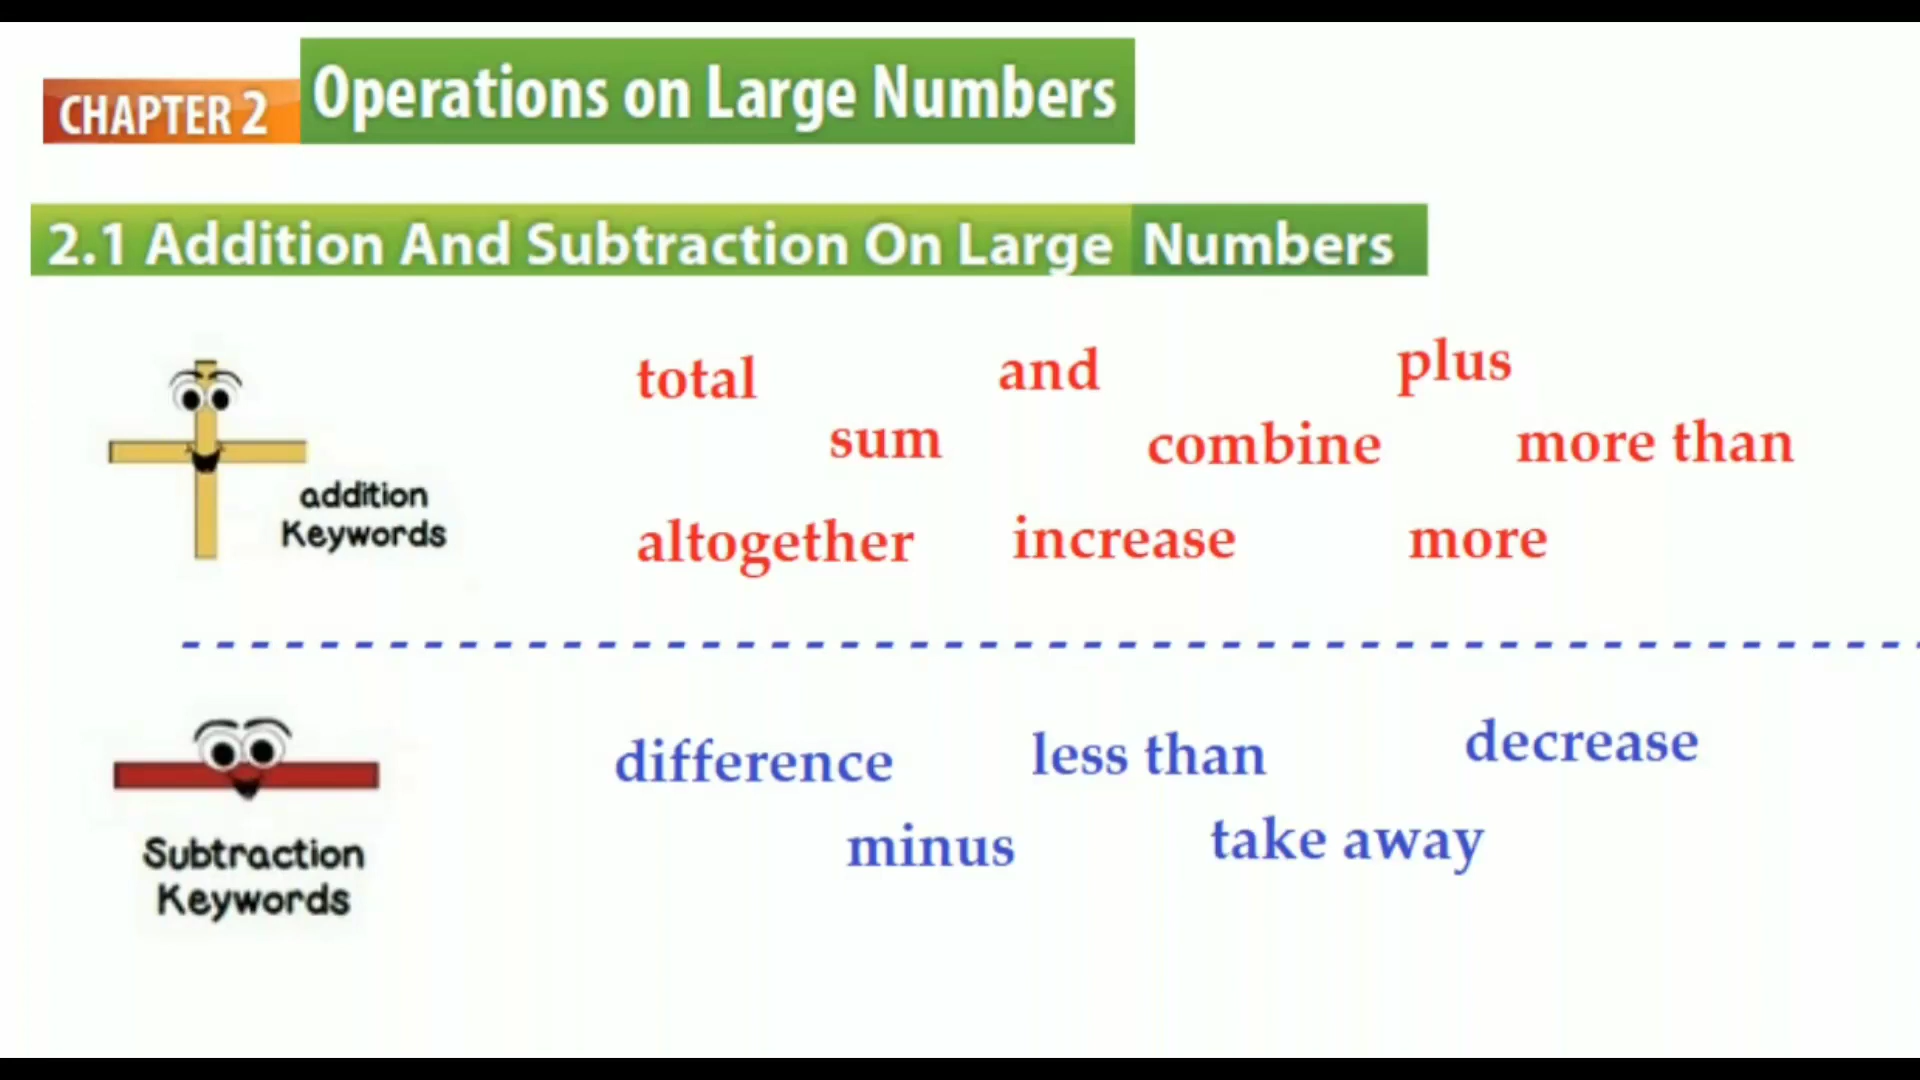 CHAPTER 2 Operations on Large Numbers
2.1 Addition And Subtraction On Large Numbers
total and plus
sum combine more than
addition
Keywords
altogether increase more
difference less than decrease
minus take away
Subtraction
Keywords